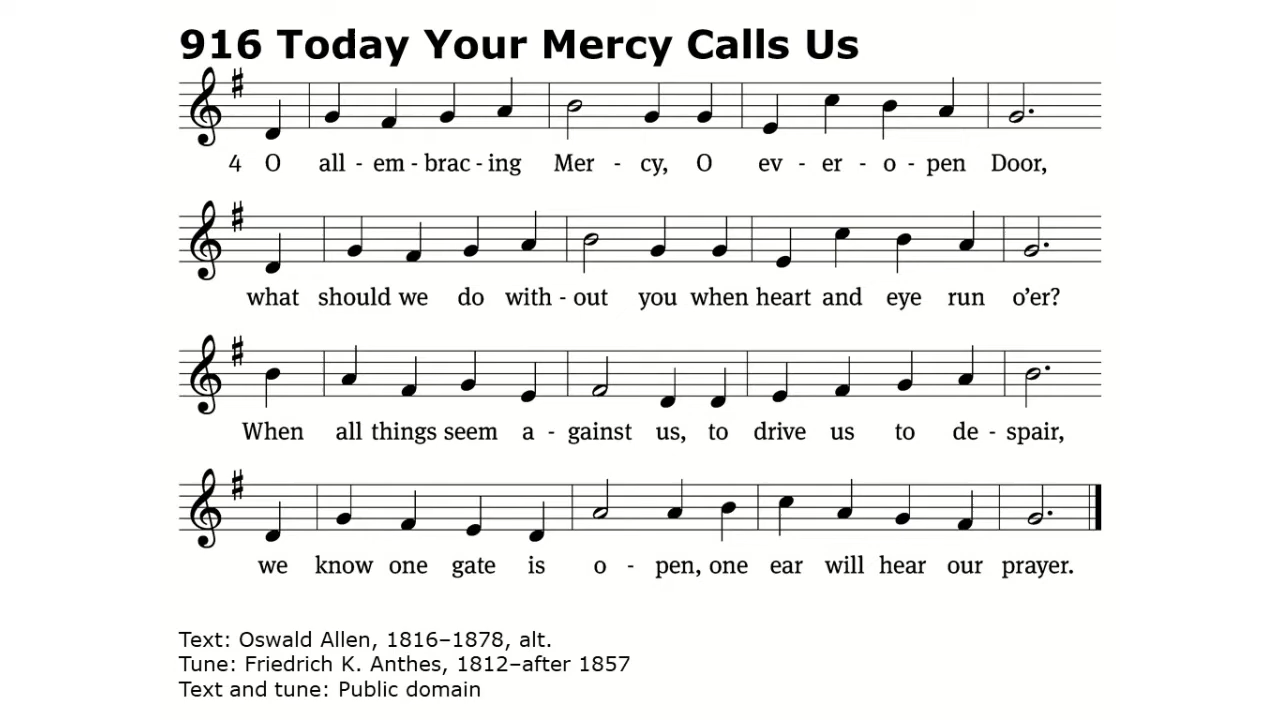 916 Today Your Mercy Calls Us
4 O all - em - brac - ing Mer - cy, O ev - er - o - pen Door,
what should we do with - out you when heart and eye run o’er?
When all things seem a - gainst us, to drive us to de - spair,
we know one gate is o - pen, one ear will hear our prayer.
Text: Oswald Allen, 1816–1878, alt.
Tune: Friedrich K. Anthes, 1812–after 1857
Text and tune: Public domain